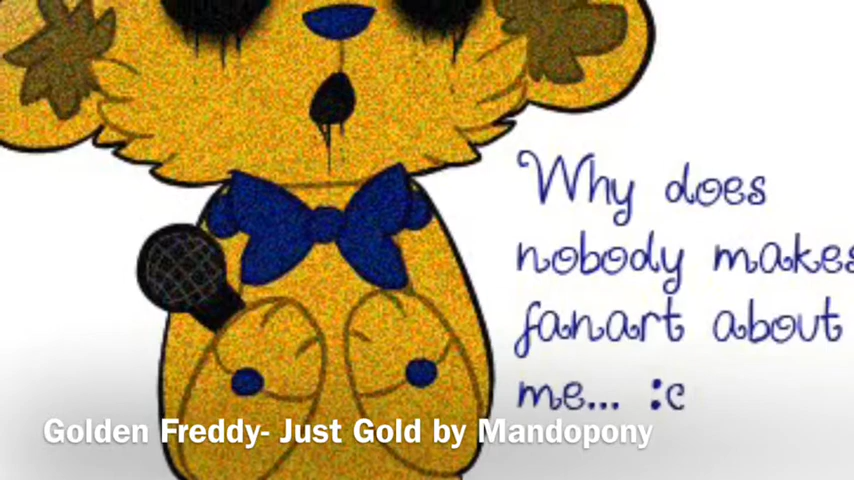 Why does
nobody makes
fanart about
me... :c
Golden Freddy- Just Gold by Mandopony